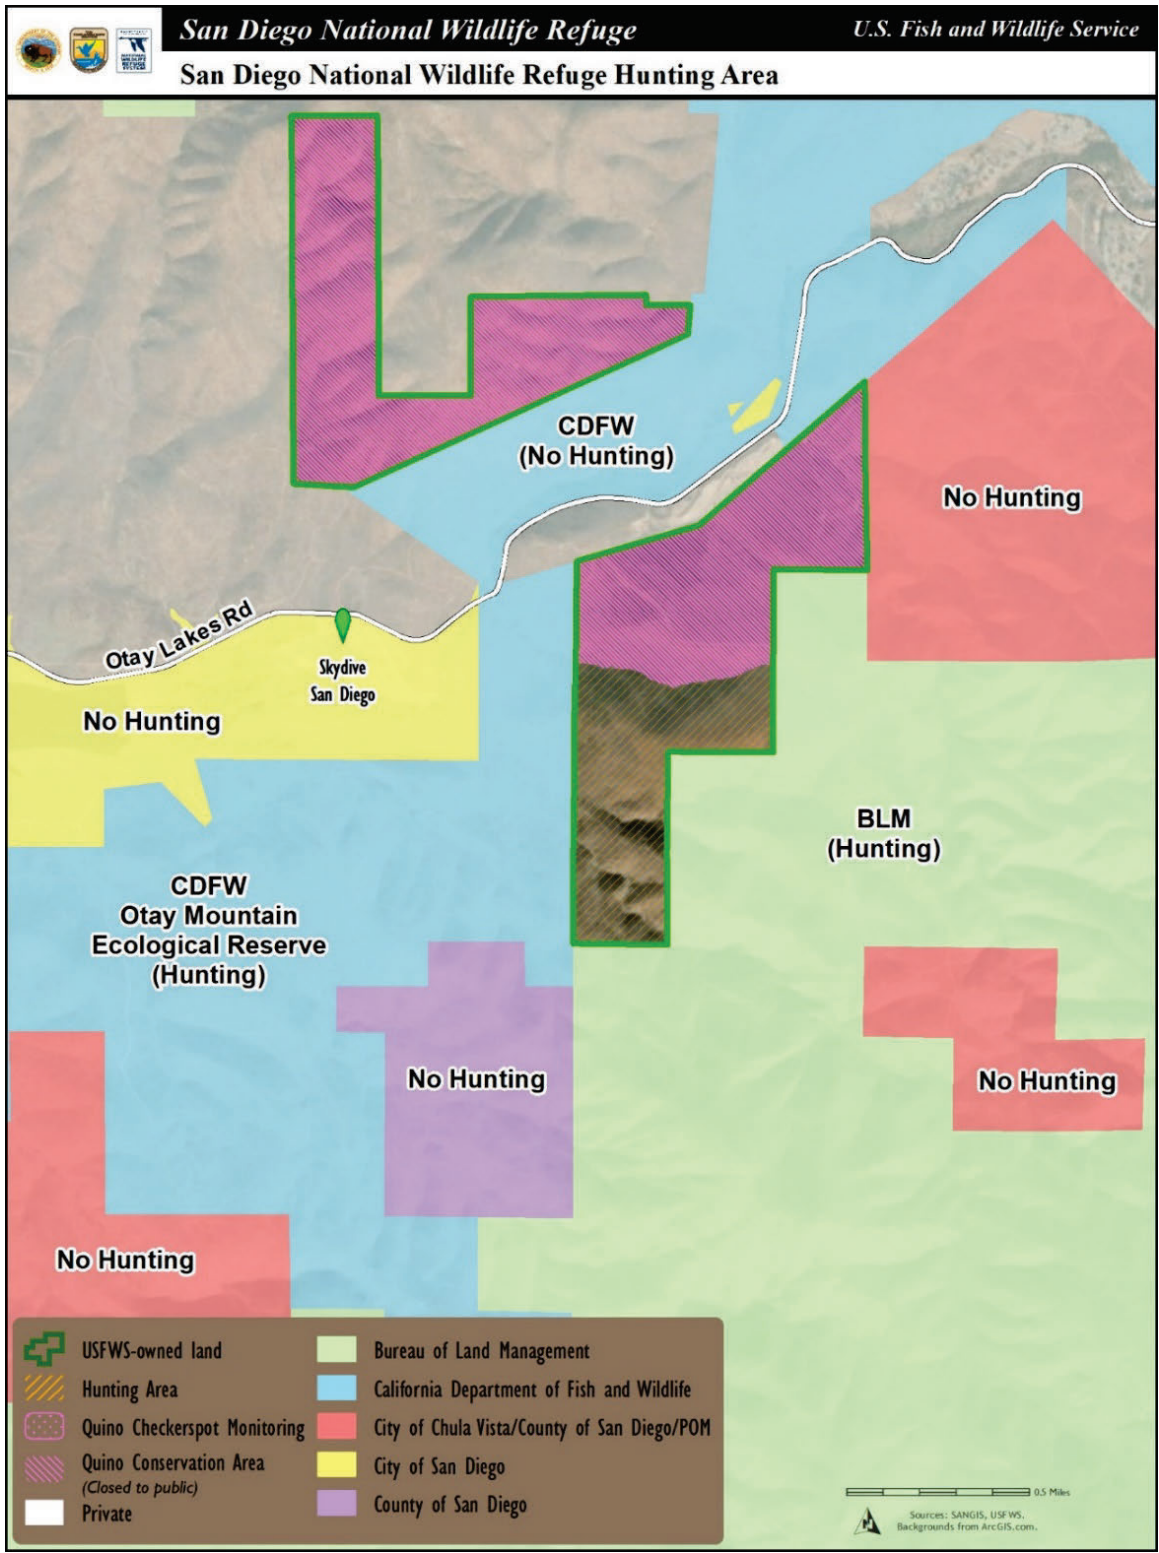 San Diego National Wildlife Refuge
U.S. Fish and Wildlife Service
San Diego National Wildlife Refuge Hunting Area
CDFW
(No Hunting)
No Hunting
Otay Lakes Rd
Skydive
San Diego
No Hunting
BLM
(Hunting)
CDFW
Otay Mountain
Ecological Reserve
(Hunting)
No Hunting
No Hunting
No Hunting
USFWS-owned land
Hunting Area
Quino Checkerspot Monitoring
Quino Conservation Area
(Closed to public)
Private
Bureau of Land Management
California Department of Fish and Wildlife
City of Chula Vista/County of San Diego/POM
City of San Diego
County of San Diego
0.5 Miles
Sources: SANGIS, USFWS.
Backgrounds from ArcGIS.com.